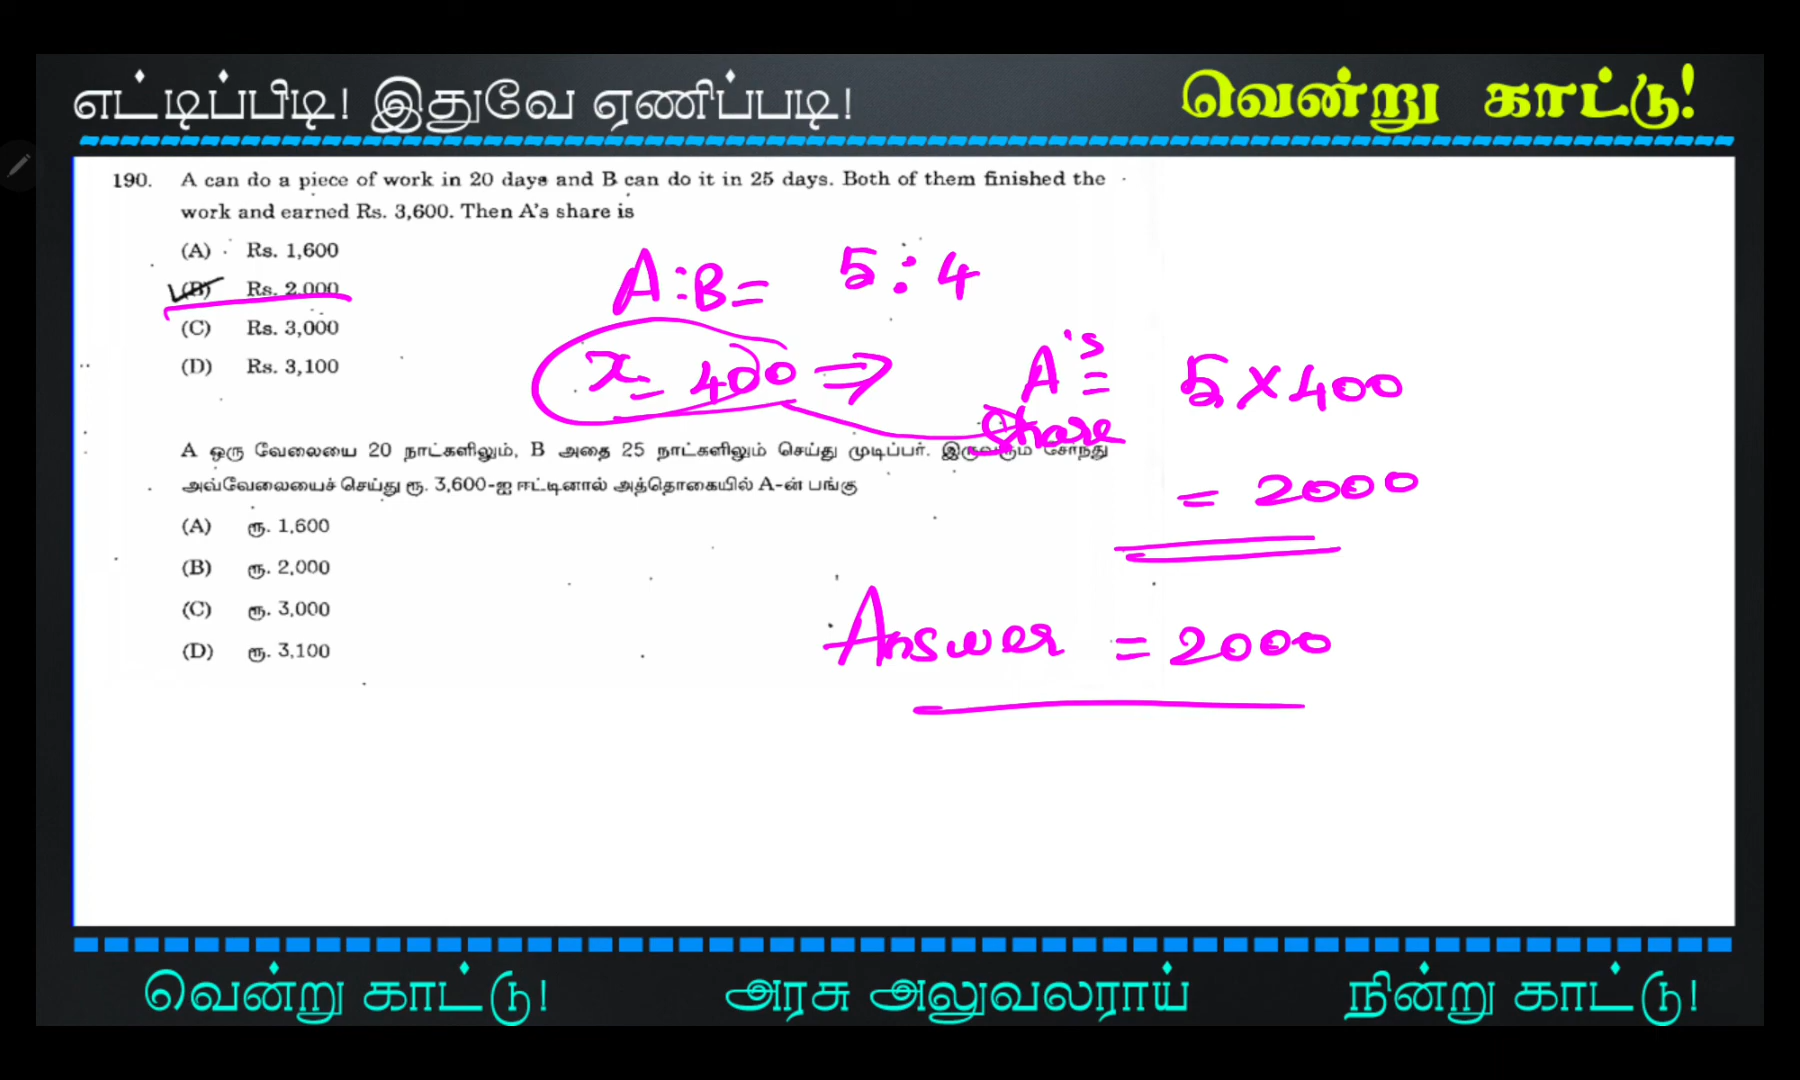 எட்டிப்பிடி! இதுவே ஏணிப்படி!
வென்று காட்டு!
190. A can do a piece of work in 20 days and B can do it in 25 days. Both of them finished the
work and earned Rs. 3,600. Then A's share is
(A) Rs. 1,600
(B) Rs. 2,000
(C) Rs. 3,000
(D) Rs. 3,100
A:B= 5:4
x = 400 ⇒
A's share = 5 × 400
= 2000
A ஒரு வேலையை 20 நாட்களிலும், B அதை 25 நாட்களிலும் செய்து முடிப்பர். இருவரும் சேர்ந்து
அவ்வேலையைச் செய்து ரூ. 3,600-ஐ ஈட்டினால் அத்தொகையில் A-ன் பங்கு
(A) ரூ. 1,600
(B) ரூ. 2,000
(C) ரூ. 3,000
(D) ரூ. 3,100
Answer = 2000
வென்று காட்டு!
அரசு அலுவலராய்
நின்று காட்டு!